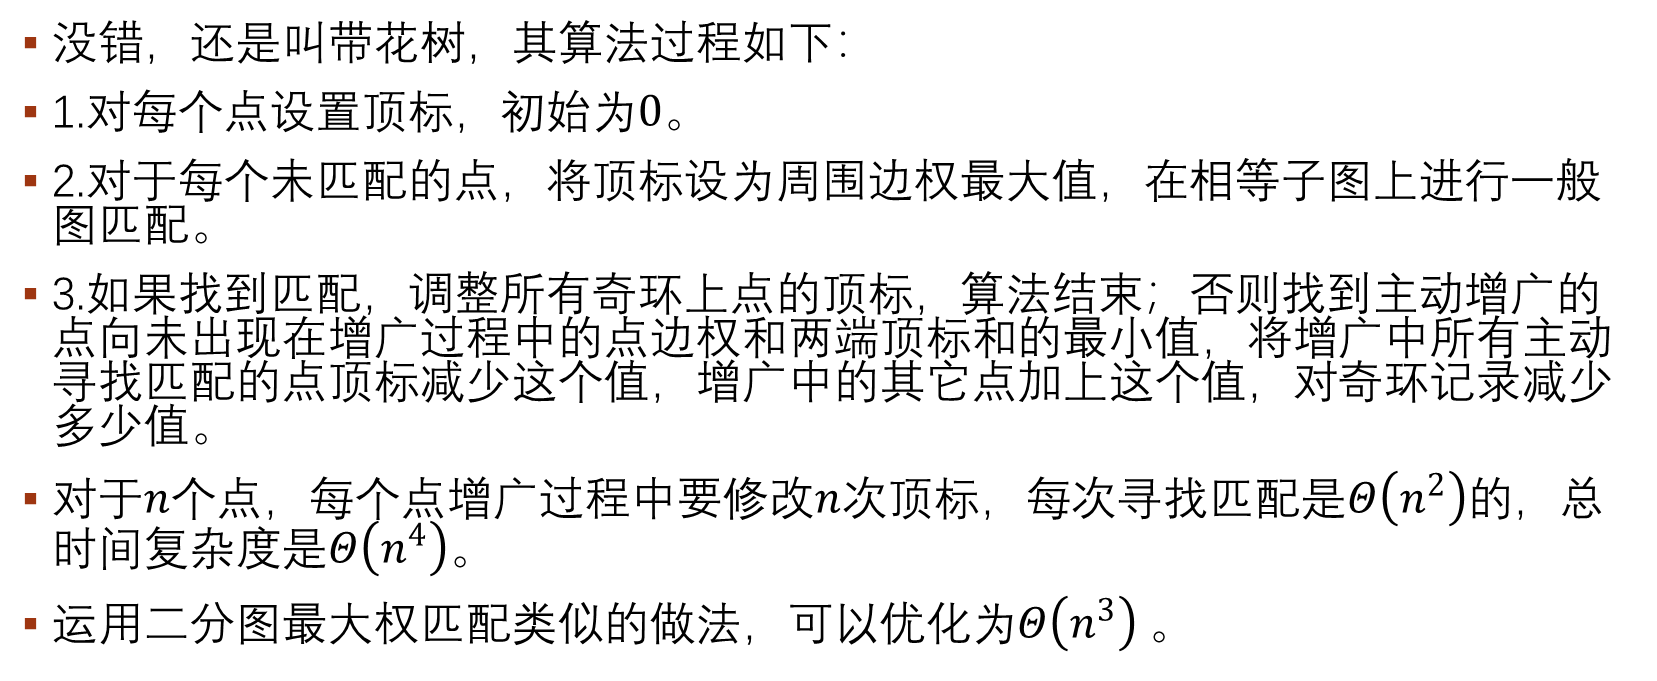 ▪ 没错，还是叫带花树，其算法过程如下：
▪ 1.对每个点设置顶标，初始为0。
▪ 2.对于每个未匹配的点，将顶标设为周围边权最大值，在相等子图上进行一般
图匹配。
▪ 3.如果找到匹配，调整所有奇环上点的顶标，算法结束；否则找到主动增广的
点向未出现在增广过程中的点边权和两端顶标和的最小值，将增广中所有主动
寻找匹配的点顶标减少这个值，增广中的其它点加上这个值，对奇环记录减少
多少值。
▪ 对于n个点，每个点增广过程中要修改n次顶标，每次寻找匹配是Θ(n²)的，总
时间复杂度是Θ(n⁴)。
▪ 运用二分图最大权匹配类似的做法，可以优化为Θ(n³) 。